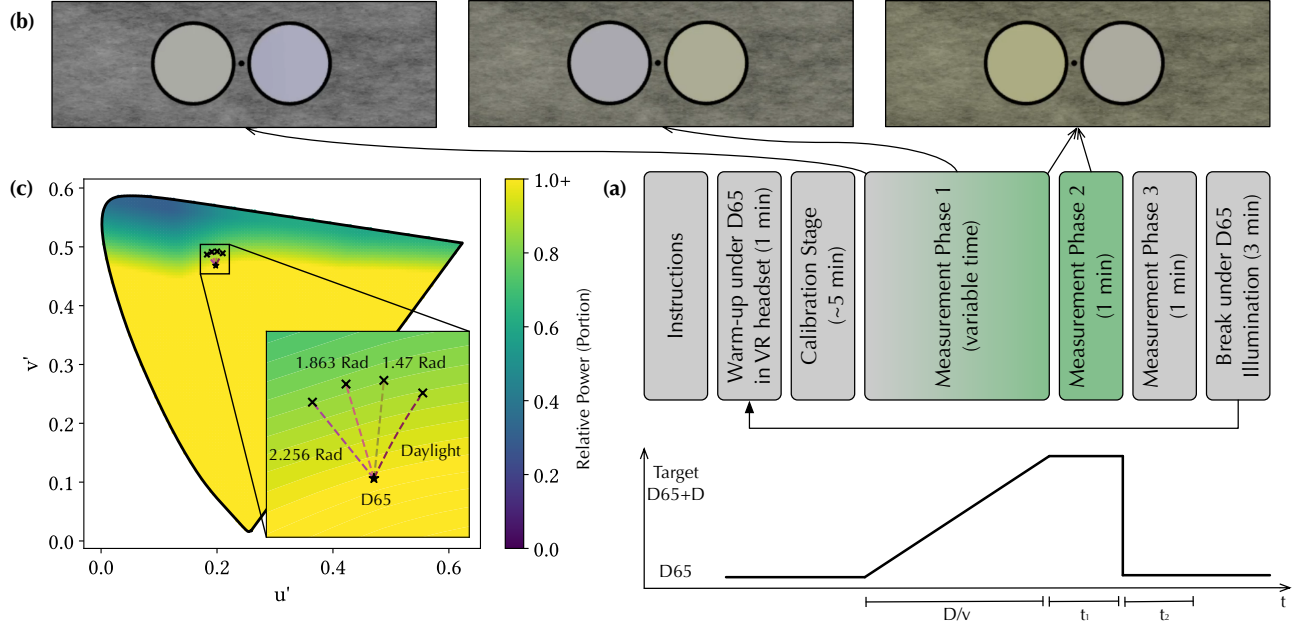 (b)
(c)
0.6
0.5
0.4
0.3
0.2
0.1
0.0
v'
0.0
0.2
0.4
0.6
u'
1.863 Rad
1.47 Rad
2.256 Rad
Daylight
D65
1.0+
0.8
0.6
0.4
0.2
0.0
Relative Power (Portion)
(a)
Instructions
Warm-up under D65
in VR headset (1 min)
Calibration Stage
(~5 min)
Measurement Phase 1
(variable time)
Measurement Phase 2
(1 min)
Measurement Phase 3
(1 min)
Break under D65
Illumination (3 min)
Target
D65+D
D65
t
D/v
t₁
t₂